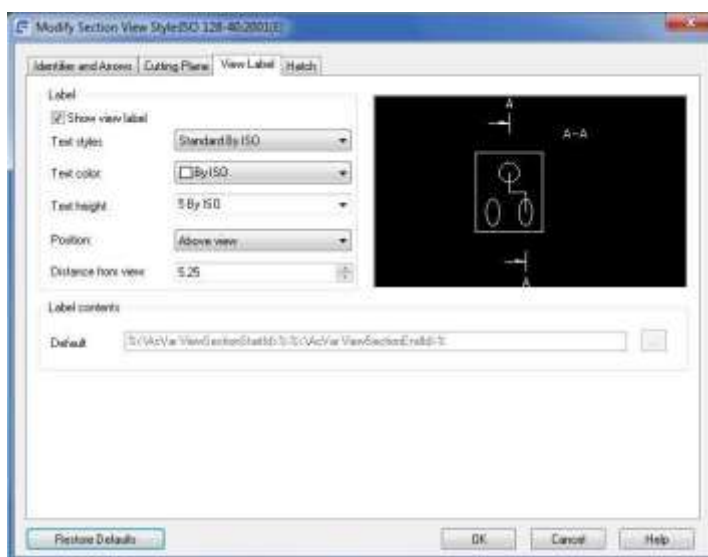 Modify Section View Style:ISO 128-40:2001(E)
Identifier and Arrows Cutting Plane View Label Hatch
Label
Show view label
Text styles Standard By ISO
Text color By ISO
Text height 5 By ISO
Position: Above view
Distance from view 5.25
A
A-A
A
Label contents
Default %<\AcVar ViewSectionStartId>%-%<\AcVar ViewSectionEndId>% ...
Restore Defaults OK Cancel Help